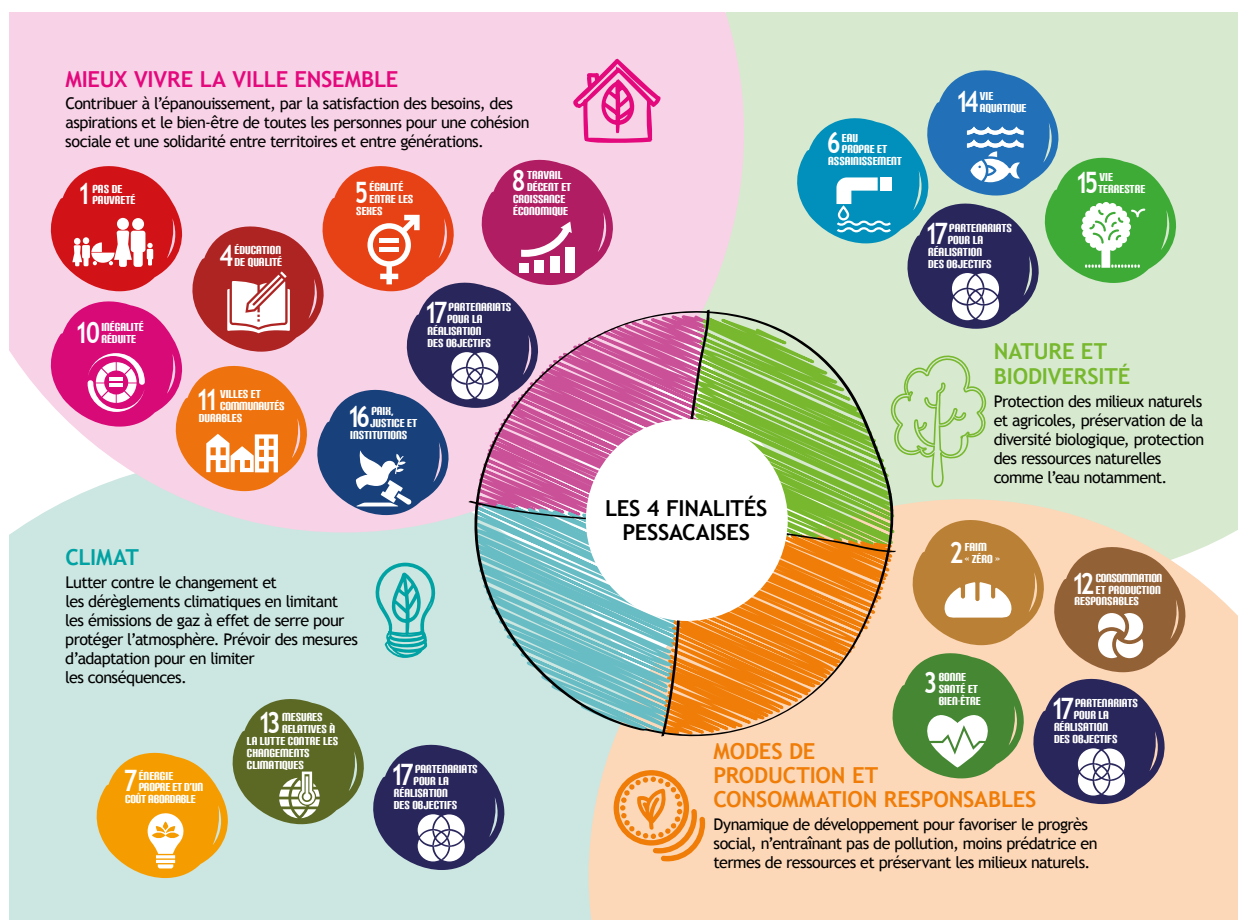 MIEUX VIVRE LA VILLE ENSEMBLE
Contribuer à l’épanouissement, par la satisfaction des besoins, des
aspirations et le bien-être de toutes les personnes pour une cohésion
sociale et une solidarité entre territoires et entre générations.
1 PAS DE
PAUVRETÉ
4 ÉDUCATION
DE QUALITÉ
5 ÉGALITÉ
ENTRE LES
SEXES
8 TRAVAIL
DÉCENT ET
CROISSANCE
ÉCONOMIQUE
10 INÉGALITÉ
RÉDUITE
11 VILLES ET
COMMUNAUTÉS
DURABLES
16 PAIX,
JUSTICE ET
INSTITUTIONS
17 PARTENARIATS
POUR LA
RÉALISATION
DES OBJECTIFS
6 EAU
PROPRE ET
ASSAINISSEMENT
14 VIE
AQUATIQUE
15 VIE
TERRESTRE
17 PARTENARIATS
POUR LA
RÉALISATION
DES OBJECTIFS
NATURE ET
BIODIVERSITÉ
Protection des milieux naturels
et agricoles, préservation de la
diversité biologique, protection
des ressources naturelles
comme l’eau notamment.
LES 4 FINALITÉS
PESSACAISES
CLIMAT
Lutter contre le changement et
les dérèglements climatiques en limitant
les émissions de gaz à effet de serre pour
protéger l’atmosphère. Prévoir des mesures
d’adaptation pour en limiter
les conséquences.
7 ÉNERGIE
PROPRE ET D’UN
COÛT ABORDABLE
13 MESURES
RELATIVES À
LA LUTTE CONTRE LES
CHANGEMENTS
CLIMATIQUES
17 PARTENARIATS
POUR LA
RÉALISATION
DES OBJECTIFS
2 FAIM
« ZÉRO »
12 CONSOMMATION
ET PRODUCTION
RESPONSABLES
3 BONNE
SANTÉ ET
BIEN-ÊTRE
17 PARTENARIATS
POUR LA
RÉALISATION
DES OBJECTIFS
MODES DE
PRODUCTION ET
CONSOMMATION RESPONSABLES
Dynamique de développement pour favoriser le progrès
social, n’entraînant pas de pollution, moins prédatrice en
termes de ressources et préservant les milieux naturels.